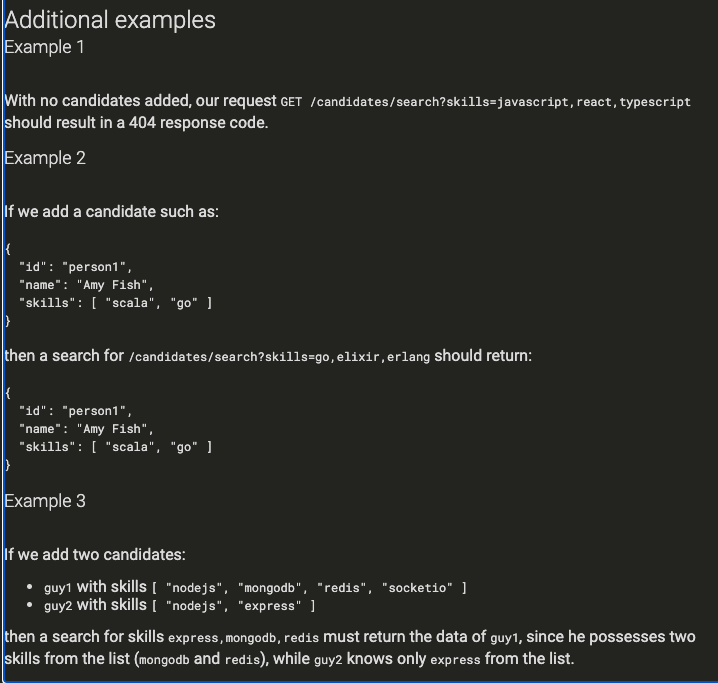 Additional examples
Example 1
With no candidates added, our request GET /candidates/search?skills=javascript,react,typescript
should result in a 404 response code.
Example 2
If we add a candidate such as:
{
  "id": "person1",
  "name": "Amy Fish",
  "skills": [ "scala", "go" ]
}
then a search for /candidates/search?skills=go,elixir,erlang should return:
{
  "id": "person1",
  "name": "Amy Fish",
  "skills": [ "scala", "go" ]
}
Example 3
If we add two candidates:
• guy1 with skills [ "nodejs", "mongodb", "redis", "socketio" ]
• guy2 with skills [ "nodejs", "express" ]
then a search for skills express,mongodb,redis must return the data of guy1, since he possesses two
skills from the list (mongodb and redis), while guy2 knows only express from the list.